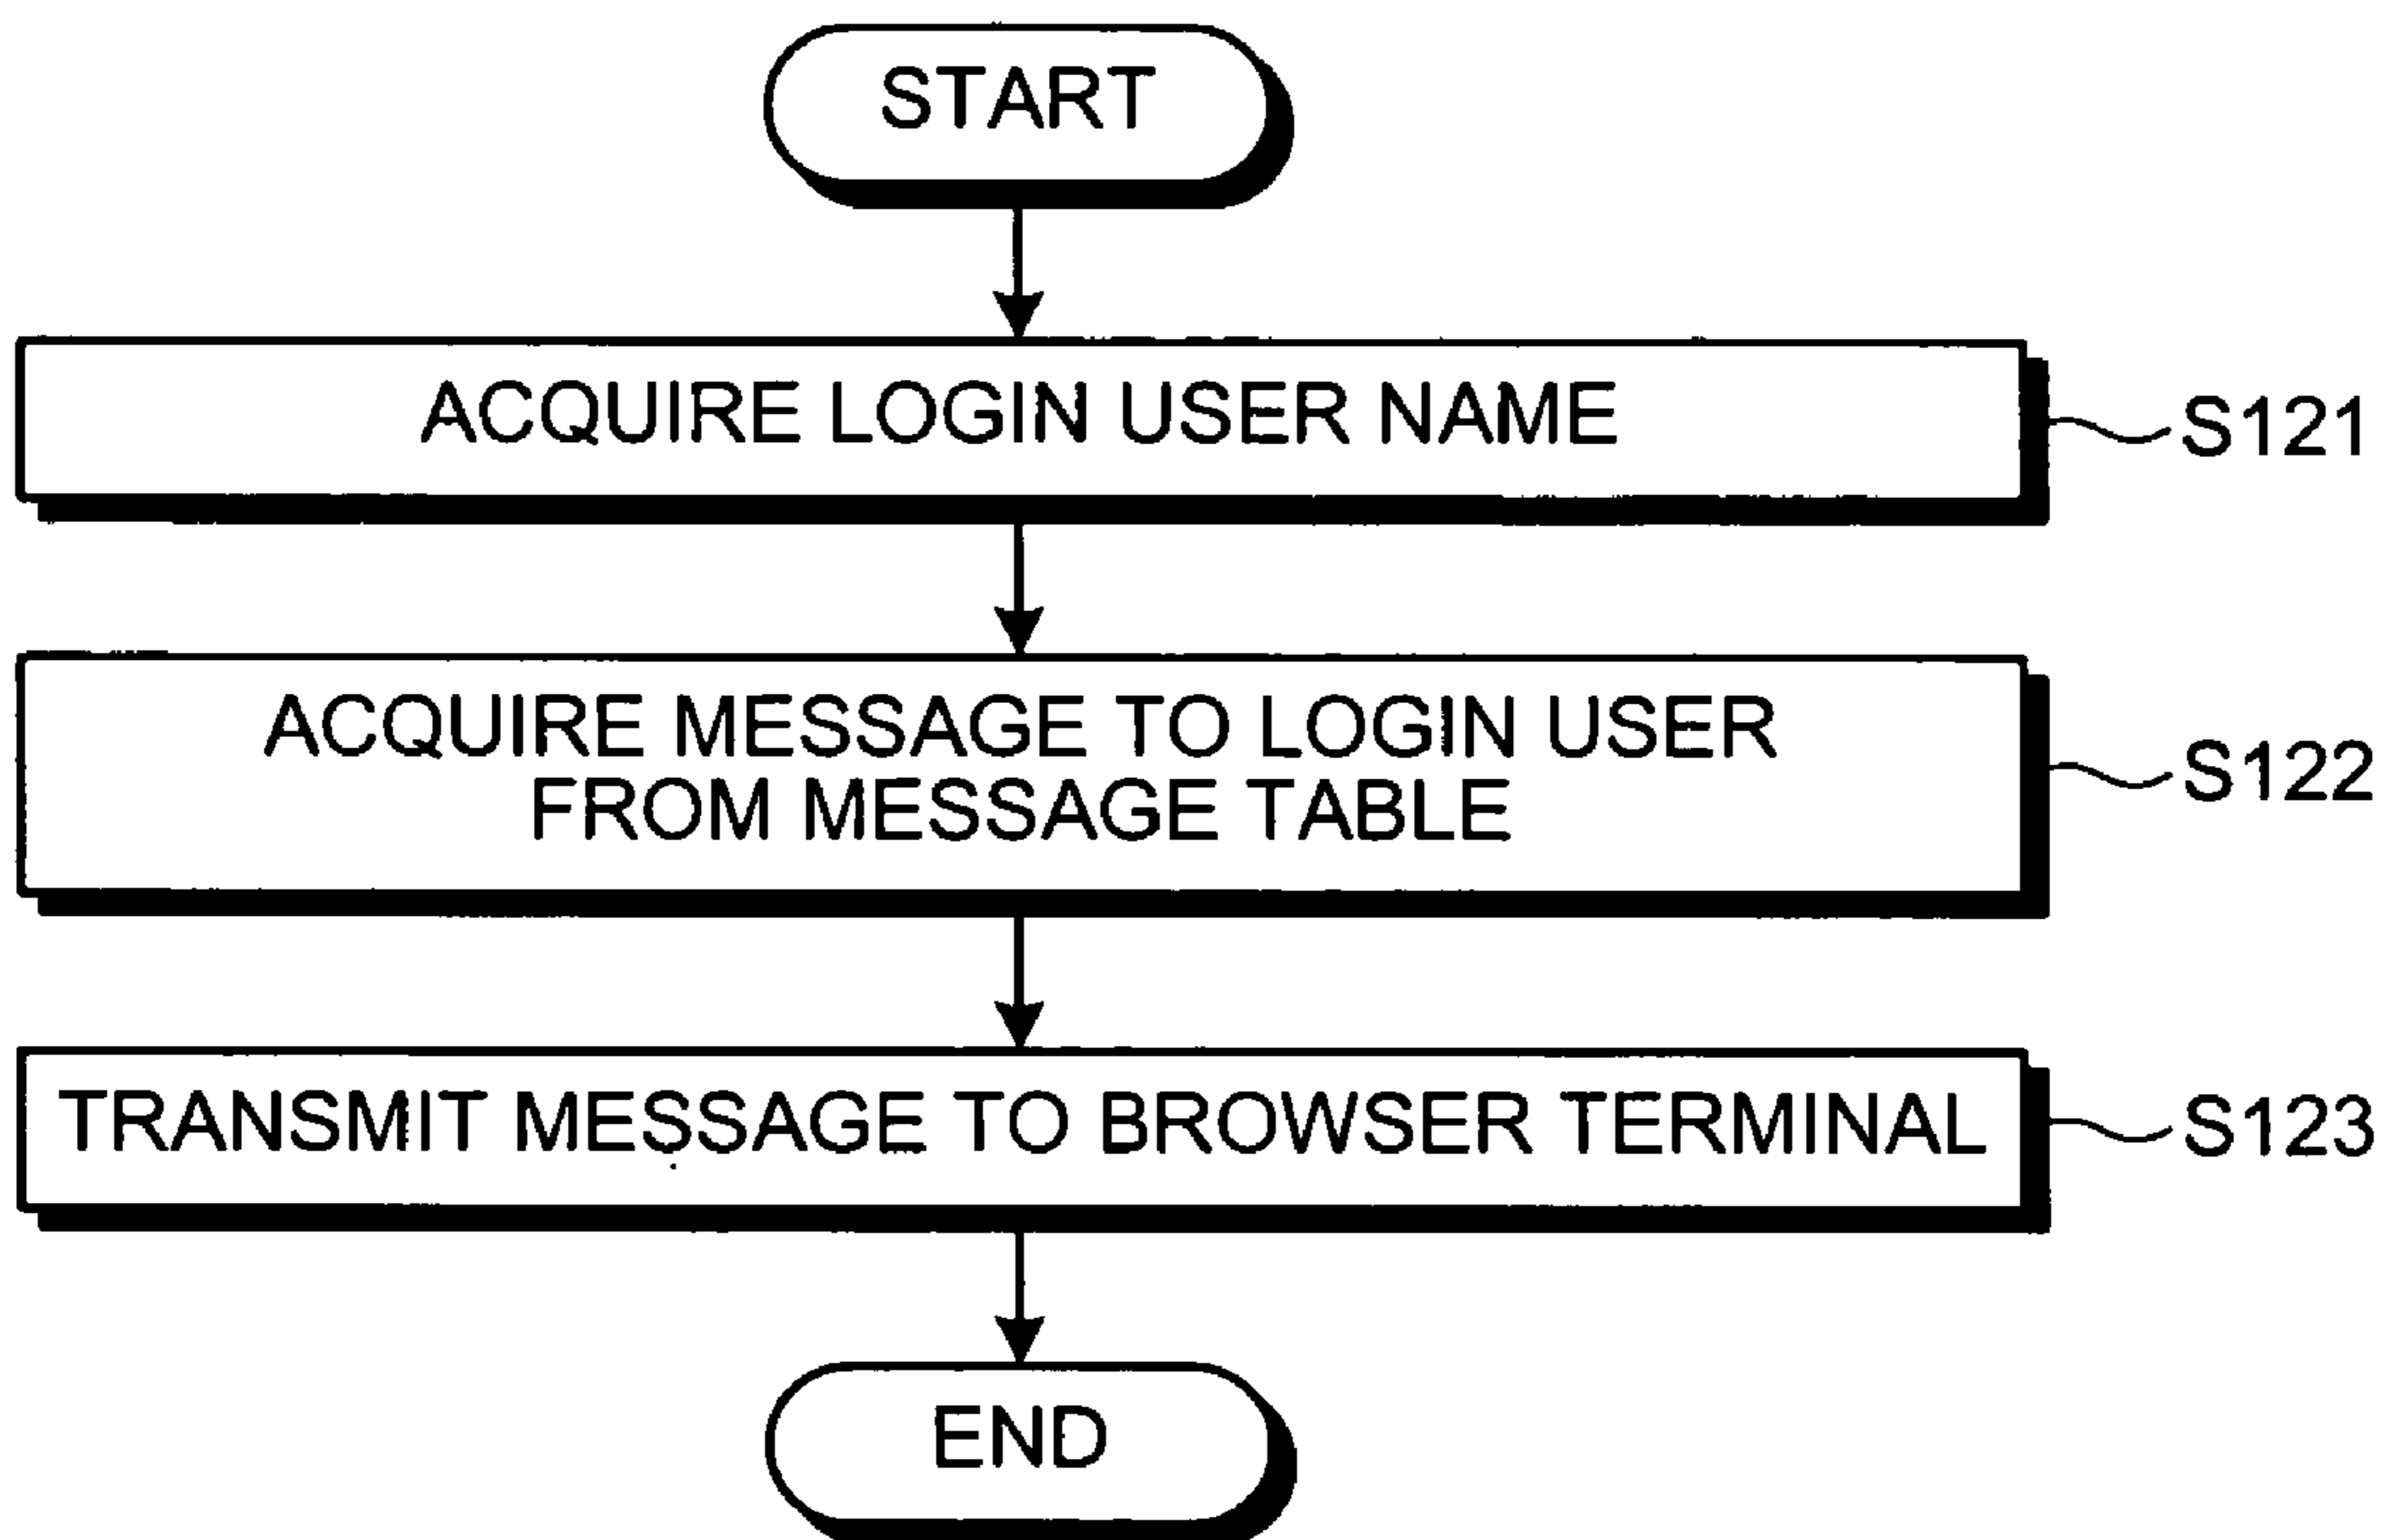 START
ACQUIRE LOGIN USER NAME
S121
ACQUIRE MESSAGE TO LOGIN USER
FROM MESSAGE TABLE
S122
TRANSMIT MESSAGE TO BROWSER TERMINAL
S123
END